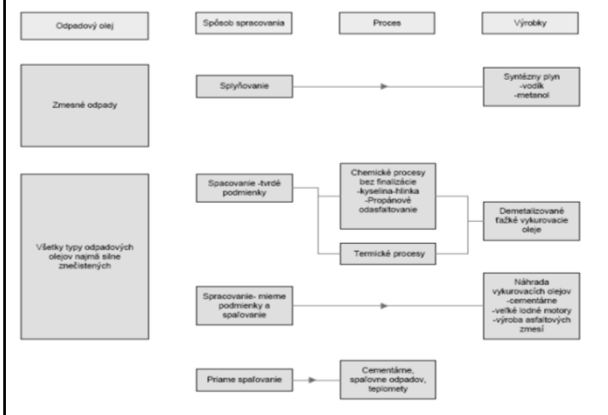 Odpadový olej
Spôsob spracovania
Proces
Výrobky
Zmesné odpady
Splyňovanie
Syntézny plyn
-vodík
-metanol
Všetky typy odpadových
olejov najmä silne
znečistených
Spacovanie -tvrdé
podmienky
Chemické procesy
bez finalizácie
-kyselina-hlinka
-Propánové
odasfaltovanie
Termické procesy
Demetalizované
ťažké vykurovacie
oleje
Spracovanie- mierne
podmienky a
spaľovanie
Náhrada
vykurovacích olejov
-cementárne
-veľké lodné motory
-výroba asfaltových
zmesí
Priame spaľovanie
Cementárne,
spaľovne odpadov,
teplomety